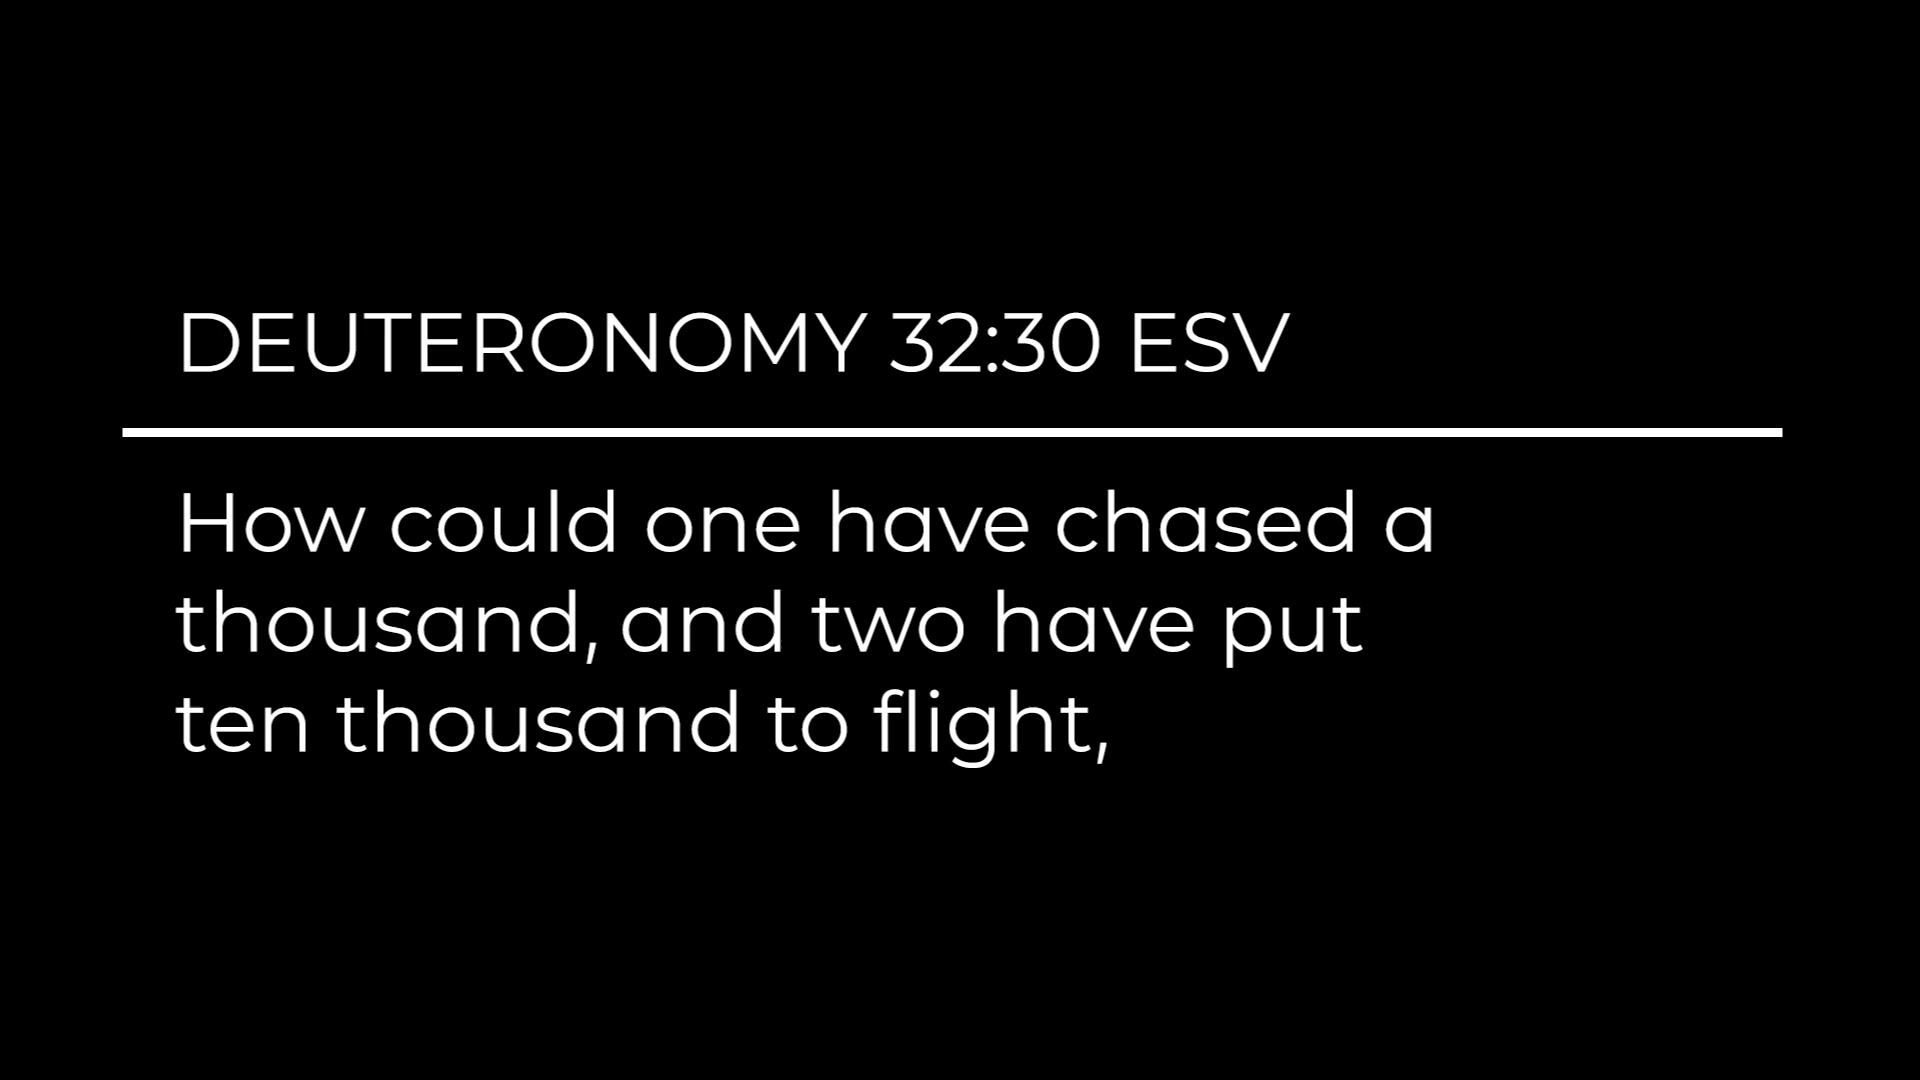 DEUTERONOMY 32:30 ESV
How could one have chased a
thousand, and two have put
ten thousand to flight,